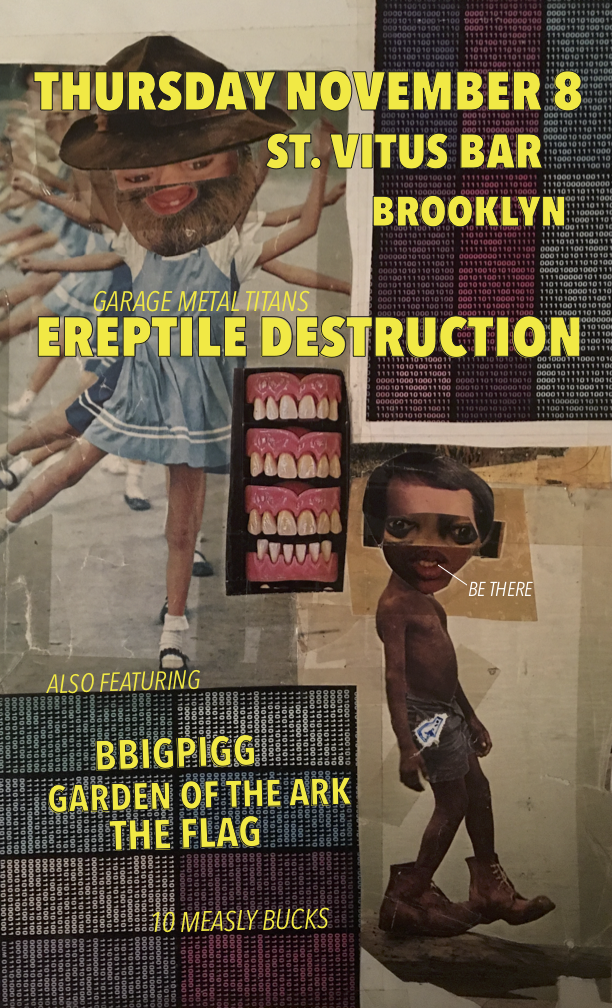 THURSDAY NOVEMBER 8
ST. VITUS BAR
BROOKLYN
GARAGE METAL TITANS
EREPTILE DESTRUCTION
BE THERE
ALSO FEATURING
BBIGPIGG
GARDEN OF THE ARK
THE FLAG
10 MEASLY BUCKS